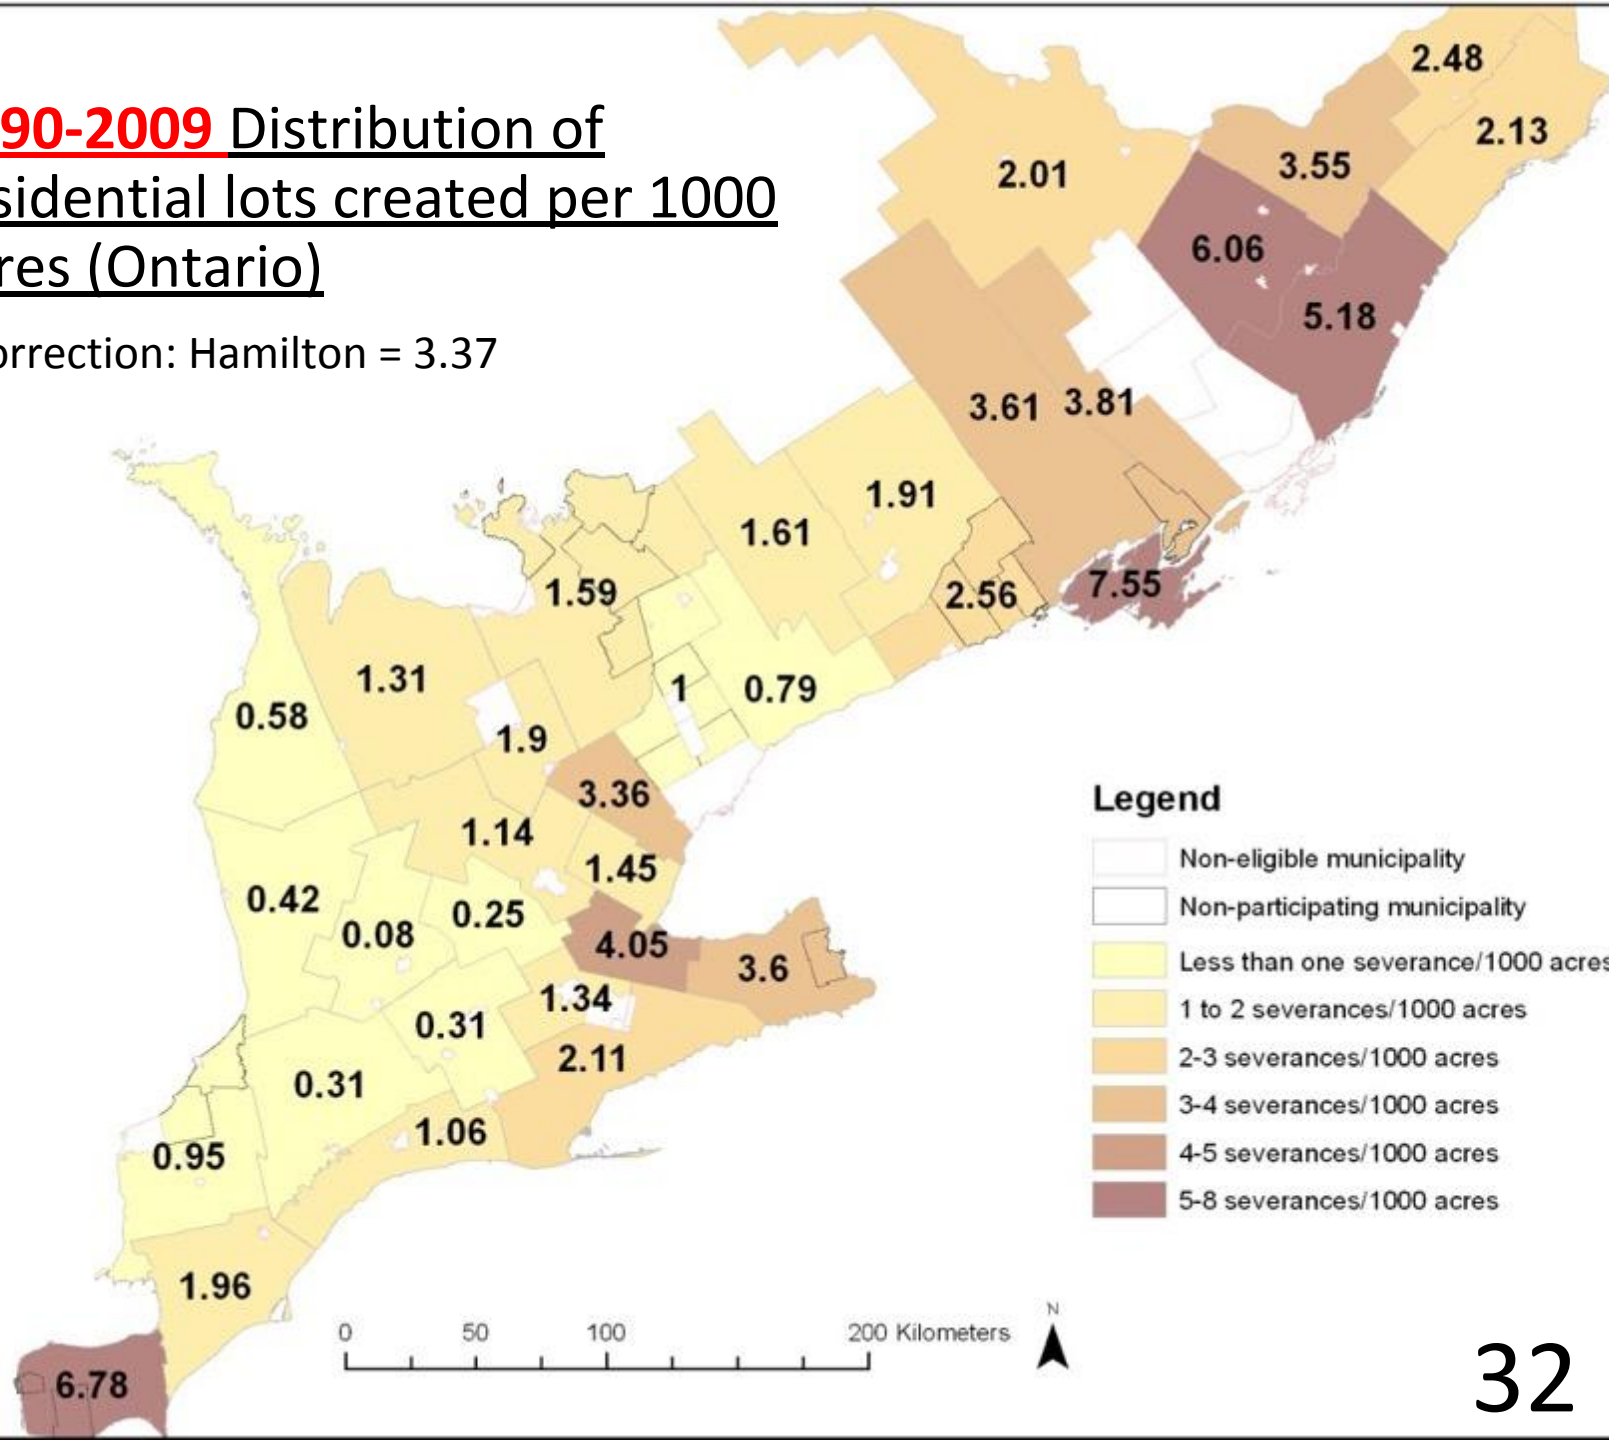 90-2009 Distribution of
sidential lots created per 1000
res (Ontario)
orrection: Hamilton = 3.37
2.48
2.13
2.01
3.55
6.06
5.18
3.61
3.81
1.91
1.61
7.55
2.56
1.59
1.31
1
0.79
0.58
1.9
3.36
1.14
1.45
0.42
0.25
0.08
4.05
3.6
1.34
0.31
2.11
0.31
1.06
0.95
1.96
6.78
Legend
Non-eligible municipality
Non-participating municipality
Less than one severance/1000 acres
1 to 2 severances/1000 acres
2-3 severances/1000 acres
3-4 severances/1000 acres
4-5 severances/1000 acres
5-8 severances/1000 acres
0 50 100 200 Kilometers
N
32